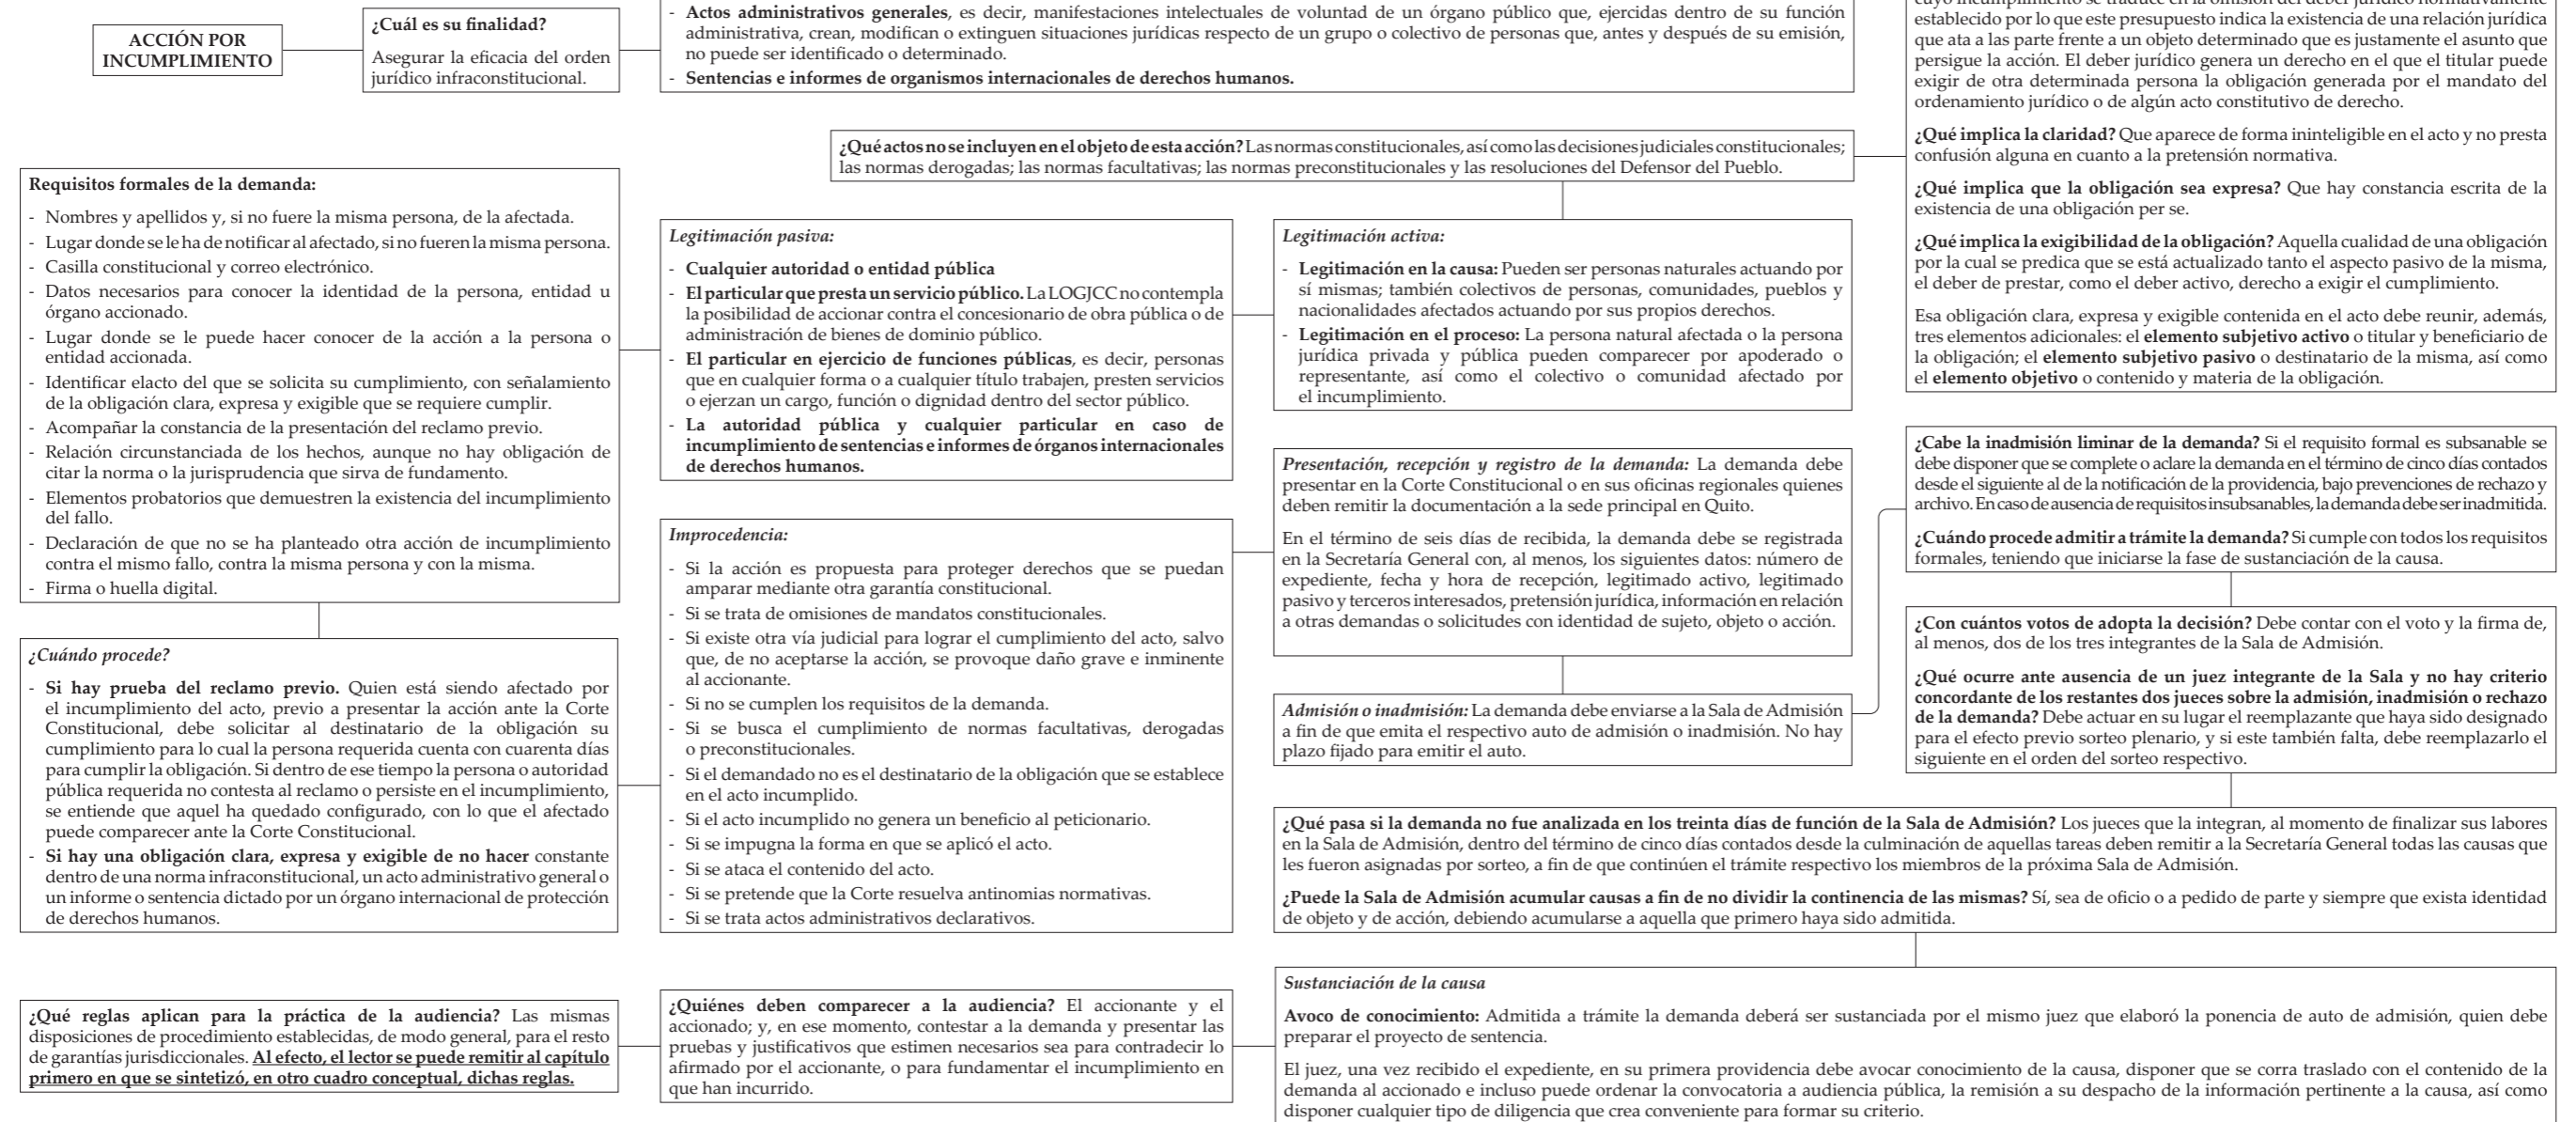 ACCIÓN POR
INCUMPLIMIENTO
¿Cuál es su finalidad?
Asegurar la eficacia del orden
jurídico infraconstitucional.
- Actos administrativos generales, es decir, manifestaciones intelectuales de voluntad de un órgano público que, ejercidas dentro de su función
administrativa, crean, modifican o extinguen situaciones jurídicas respecto de un grupo o colectivo de personas que, antes y después de su emisión,
no puede ser identificado o determinado.
- Sentencias e informes de organismos internacionales de derechos humanos.
cuyo incumplimiento se traduce en la omisión del deber jurídico normativamente
establecido por lo que este presupuesto indica la existencia de una relación jurídica
que ata a las parte frente a un objeto determinado que es justamente el asunto que
persigue la acción. El deber jurídico genera un derecho en el que el titular puede
exigir de otra determinada persona la obligación generada por el mandato del
ordenamiento jurídico o de algún acto constitutivo de derecho.
¿Qué implica la claridad? Que aparece de forma ininteligible en el acto y no presta
confusión alguna en cuanto a la pretensión normativa.
¿Qué implica que la obligación sea expresa? Que hay constancia escrita de la
existencia de una obligación per se.
¿Qué implica la exigibilidad de la obligación? Aquella cualidad de una obligación
por la cual se predica que se está actualizado tanto el aspecto pasivo de la misma,
el deber de prestar, como el deber activo, derecho a exigir el cumplimiento.
Esa obligación clara, expresa y exigible contenida en el acto debe reunir, además,
tres elementos adicionales: el elemento subjetivo activo o titular y beneficiario de
la obligación; el elemento subjetivo pasivo o destinatario de la misma, así como
el elemento objetivo o contenido y materia de la obligación.
¿Qué actos no se incluyen en el objeto de esta acción? Las normas constitucionales, así como las decisiones judiciales constitucionales;
las normas derogadas; las normas facultativas; las normas preconstitucionales y las resoluciones del Defensor del Pueblo.
Requisitos formales de la demanda:
- Nombres y apellidos y, si no fuere la misma persona, de la afectada.
- Lugar donde se le ha de notificar al afectado, si no fueren la misma persona.
- Casilla constitucional y correo electrónico.
- Datos necesarios para conocer la identidad de la persona, entidad u
órgano accionado.
- Lugar donde se le puede hacer conocer de la acción a la persona o
entidad accionada.
- Identificar elacto del que se solicita su cumplimiento, con señalamiento
de la obligación clara, expresa y exigible que se requiere cumplir.
- Acompañar la constancia de la presentación del reclamo previo.
- Relación circunstanciada de los hechos, aunque no hay obligación de
citar la norma o la jurisprudencia que sirva de fundamento.
- Elementos probatorios que demuestren la existencia del incumplimiento
del fallo.
- Declaración de que no se ha planteado otra acción de incumplimiento
contra el mismo fallo, contra la misma persona y con la misma.
- Firma o huella digital.
Legitimación pasiva:
- Cualquier autoridad o entidad pública
- El particular que presta un servicio público. La LOGJCC no contempla
la posibilidad de accionar contra el concesionario de obra pública o de
administración de bienes de dominio público.
- El particular en ejercicio de funciones públicas, es decir, personas
que en cualquier forma o a cualquier título trabajen, presten servicios
o ejerzan un cargo, función o dignidad dentro del sector público.
- La autoridad pública y cualquier particular en caso de
incumplimiento de sentencias e informes de órganos internacionales
de derechos humanos.
Legitimación activa:
- Legitimación en la causa: Pueden ser personas naturales actuando por
sí mismas; también colectivos de personas, comunidades, pueblos y
nacionalidades afectados actuando por sus propios derechos.
- Legitimación en el proceso: La persona natural afectada o la persona
jurídica privada y pública pueden comparecer por apoderado o
representante, así como el colectivo o comunidad afectado por
el incumplimiento.
¿Cuándo procede?
- Si hay prueba del reclamo previo. Quien está siendo afectado por
el incumplimiento del acto, previo a presentar la acción ante la Corte
Constitucional, debe solicitar al destinatario de la obligación su
cumplimiento para lo cual la persona requerida cuenta con cuarenta días
para cumplir la obligación. Si dentro de ese tiempo la persona o autoridad
pública requerida no contesta al reclamo o persiste en el incumplimiento,
se entiende que aquel ha quedado configurado, con lo que el afectado
puede comparecer ante la Corte Constitucional.
- Si hay una obligación clara, expresa y exigible de no hacer constante
dentro de una norma infraconstitucional, un acto administrativo general o
un informe o sentencia dictado por un órgano internacional de protección
de derechos humanos.
Improcedencia:
- Si la acción es propuesta para proteger derechos que se puedan
amparar mediante otra garantía constitucional.
- Si se trata de omisiones de mandatos constitucionales.
- Si existe otra vía judicial para lograr el cumplimiento del acto, salvo
que, de no aceptarse la acción, se provoque daño grave e inminente
al accionante.
- Si no se cumplen los requisitos de la demanda.
- Si se busca el cumplimiento de normas facultativas, derogadas
o preconstitucionales.
- Si el demandado no es el destinatario de la obligación que se establece
en el acto incumplido.
- Si el acto incumplido no genera un beneficio al peticionario.
- Si se impugna la forma en que se aplicó el acto.
- Si se ataca el contenido del acto.
- Si se pretende que la Corte resuelva antinomias normativas.
- Si se trata actos administrativos declarativos.
Presentación, recepción y registro de la demanda: La demanda debe
presentar en la Corte Constitucional o en sus oficinas regionales quienes
deben remitir la documentación a la sede principal en Quito.
En el término de seis días de recibida, la demanda debe se registrada
en la Secretaría General con, al menos, los siguientes datos: número de
expediente, fecha y hora de recepción, legitimado activo, legitimado
pasivo y terceros interesados, pretensión jurídica, información en relación
a otras demandas o solicitudes con identidad de sujeto, objeto o acción.
Admisión o inadmisión: La demanda debe enviarse a la Sala de Admisión
a fin de que emita el respectivo auto de admisión o inadmisión. No hay
plazo fijado para emitir el auto.
¿Cabe la inadmisión liminar de la demanda? Si el requisito formal es subsanable se
debe disponer que se complete o aclare la demanda en el término de cinco días contados
desde el siguiente al de la notificación de la providencia, bajo prevenciones de rechazo y
archivo. En caso de ausencia de requisitos insubsanables, la demanda debe ser inadmitida.
¿Cuándo procede admitir a trámite la demanda? Si cumple con todos los requisitos
formales, teniendo que iniciarse la fase de sustanciación de la causa.
¿Con cuántos votos de adopta la decisión? Debe contar con el voto y la firma de,
al menos, dos de los tres integrantes de la Sala de Admisión.
¿Qué ocurre ante ausencia de un juez integrante de la Sala y no hay criterio
concordante de los restantes dos jueces sobre la admisión, inadmisión o rechazo
de la demanda? Debe actuar en su lugar el reemplazante que haya sido designado
para el efecto previo sorteo plenario, y si este también falta, debe reemplazarlo el
siguiente en el orden del sorteo respectivo.
¿Qué pasa si la demanda no fue analizada en los treinta días de función de la Sala de Admisión? Los jueces que la integran, al momento de finalizar sus labores
en la Sala de Admisión, dentro del término de cinco días contados desde la culminación de aquellas tareas deben remitir a la Secretaría General todas las causas que
les fueron asignadas por sorteo, a fin de que continúen el trámite respectivo los miembros de la próxima Sala de Admisión.
¿Puede la Sala de Admisión acumular causas a fin de no dividir la continencia de las mismas? Sí, sea de oficio o a pedido de parte y siempre que exista identidad
de objeto y de acción, debiendo acumularse a aquella que primero haya sido admitida.
Sustanciación de la causa
Avoco de conocimiento: Admitida a trámite la demanda deberá ser sustanciada por el mismo juez que elaboró la ponencia de auto de admisión, quien debe
preparar el proyecto de sentencia.
El juez, una vez recibido el expediente, en su primera providencia debe avocar conocimiento de la causa, disponer que se corra traslado con el contenido de la
demanda al accionado e incluso puede ordenar la convocatoria a audiencia pública, la remisión a su despacho de la información pertinente a la causa, así como
disponer cualquier tipo de diligencia que crea conveniente para formar su criterio.
¿Quiénes deben comparecer a la audiencia? El accionante y el
accionado; y, en ese momento, contestar a la demanda y presentar las
pruebas y justificativos que estimen necesarios sea para contradecir lo
afirmado por el accionante, o para fundamentar el incumplimiento en
que han incurrido.
¿Qué reglas aplican para la práctica de la audiencia? Las mismas
disposiciones de procedimiento establecidas, de modo general, para el resto
de garantías jurisdiccionales. Al efecto, el lector se puede remitir al capítulo
primero en que se sintetizó, en otro cuadro conceptual, dichas reglas.